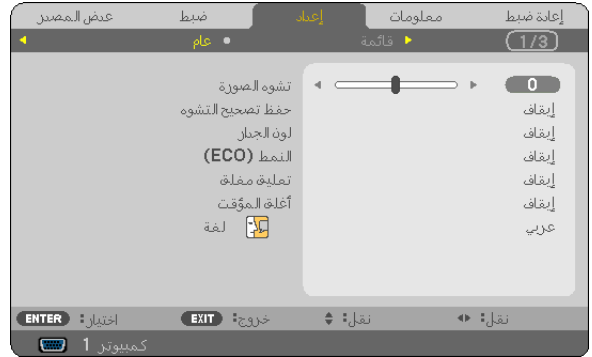 عرض المصدر ضبط إعداد معلومات إعادة ضبط
عام قائمة (1/3)
تشوه الصورة 0
حفظ تصحيح التشوه إيقاف
لون الجدار إيقاف
النمط (ECO) إيقاف
تعليق مغلق إيقاف
أغلق المؤقت إيقاف
لغة عربي
ENTER اختيار: EXIT خروج: نقل: نقل:
كمبيوتر 1